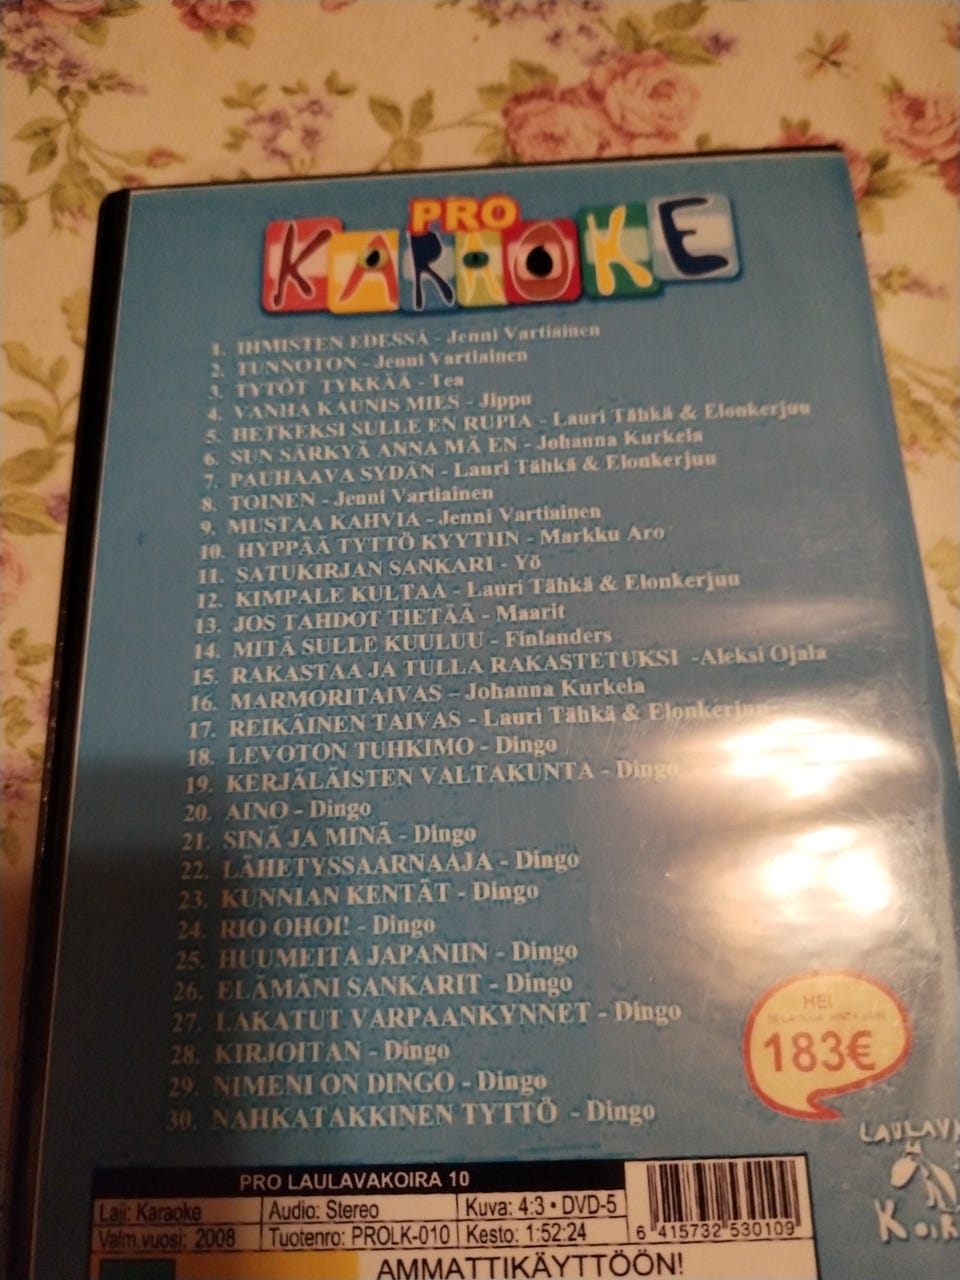 PRO
KARAOKE
1. IHMISTEN EDESSÄ - Jenni Vartiainen
2. TUNNOTON - Jenni Vartiainen
3. TYTÖT TYKKÄÄ - Tea
4. VANHA KAUNIS MIES - Jippu
5. HETKEKSI SULLE EN RUPIA - Lauri Tähkä & Elonkerjuu
6. SUN SÄRKYÄ ANNA MÄ EN - Johanna Kurkela
7. PAUHAAVA SYDÄN - Lauri Tähkä & Elonkerjuu
8. TOINEN - Jenni Vartiainen
9. MUSTAA KAHVIA - Jenni Vartiainen
10. HYPPÄÄ TYTTÖ KYYTIIN - Markku Aro
11. SATUKIRJAN SANKARI - Yö
12. KIMPALE KULTAA - Lauri Tähkä & Elonkerjuu
13. JOS TAHDOT TIETÄÄ - Maarit
14. MITÄ SULLE KUULUU - Finlanders
15. RAKASTAA JA TULLA RAKASTETUKSI -Aleksi Ojala
16. MARMORITAIVAS – Johanna Kurkela
17. REIKÄINEN TAIVAS - Lauri Tähkä & Elonkerjuu
18. LEVOTON TUHKIMO - Dingo
19. KERJÄLÄISTEN VALTAKUNTA - Dingo
20. AINO - Dingo
21. SINÄ JA MINÄ - Dingo
22. LÄHETYSSAARNAAJA - Dingo
23. KUNNIAN KENTÄT - Dingo
24. RIO OHOI! - Dingo
25. HUUMEITA JAPANIIN - Dingo
26. ELÄMÄNI SANKARIT - Dingo
27. LAKATUT VARPAANKYNNET - Dingo
28. KIRJOITAN - Dingo
29. NIMENI ON DINGO - Dingo
30. NAHKATAKKINEN TYTTÖ - Dingo
HEI
183€
LAULAV
KOIR
PRO LAULAVAKOIRA 10
Laji: Karaoke Audio: Stereo Kuva: 4:3 • DVD-5
Valm.vuosi: 2008 Tuotenro: PROLK-010 Kesto: 1:52:24
6 415732 530109
AMMATTIKÄYTTÖÖN!